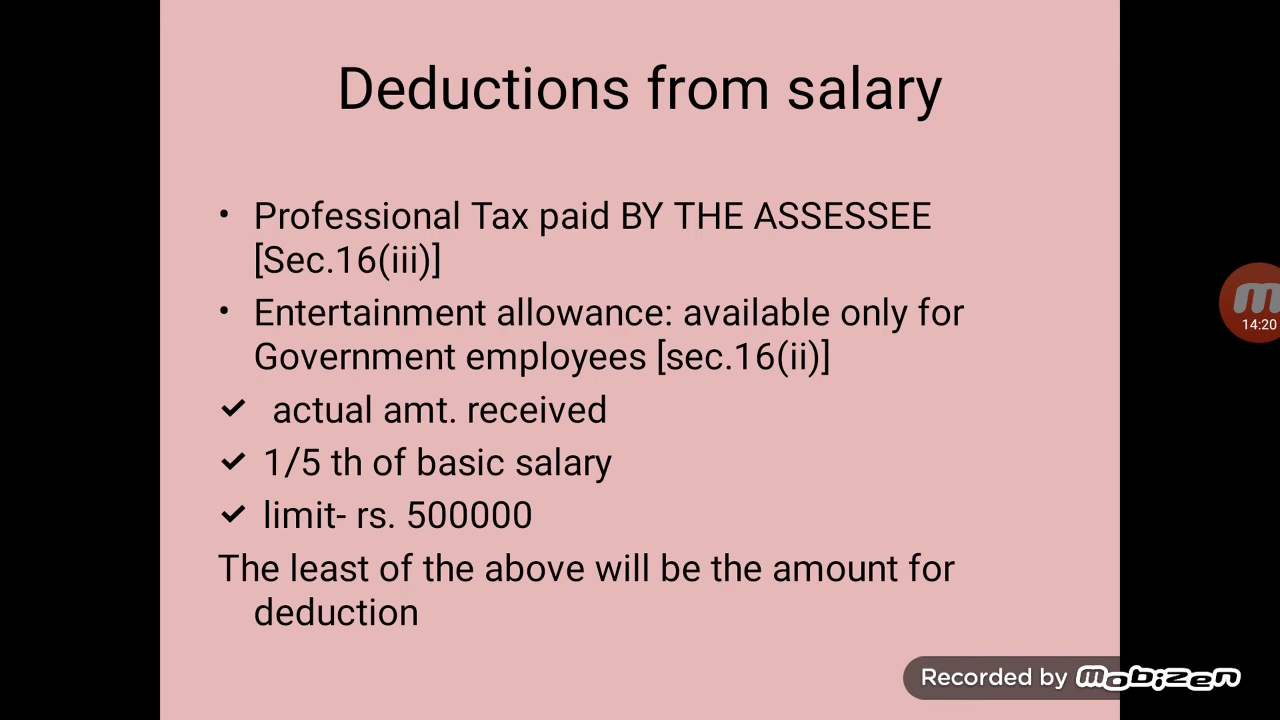 Deductions from salary
• Professional Tax paid BY THE ASSESSEE
[Sec.16(iii)]
• Entertainment allowance: available only for
Government employees [sec.16(ii)]
✓ actual amt. received
✓ 1/5 th of basic salary
✓ limit- rs. 500000
The least of the above will be the amount for
deduction
14:20
Recorded by mobizen